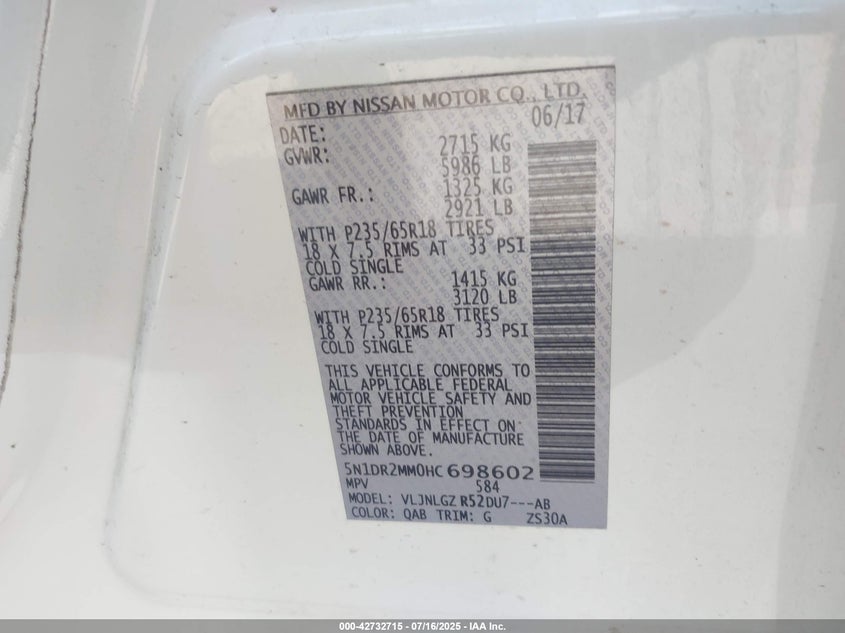 MFD BY NISSAN MOTOR CO., LTD.
DATE: 06/17
GVWR: 2715 KG
5986 LB
GAWR FR.: 1325 KG
2921 LB
WITH P235/65R18 TIRES
18 X 7.5 RIMS AT 33 PSI
COLD SINGLE
GAWR RR.: 1415 KG
3120 LB
WITH P235/65R18 TIRES
18 X 7.5 RIMS AT 33 PSI
COLD SINGLE
THIS VEHICLE CONFORMS TO
ALL APPLICABLE FEDERAL
MOTOR VEHICLE SAFETY AND
THEFT PREVENTION
STANDARDS IN EFFECT ON
THE DATE OF MANUFACTURE
SHOWN ABOVE.
5N1DR2MM0HC698602
MPV 584
MODEL: VLJNLGZ R52DU7---AB
COLOR: QAB TRIM: G ZS30A
000-42732715 - 07/16/2025 - IAA Inc.